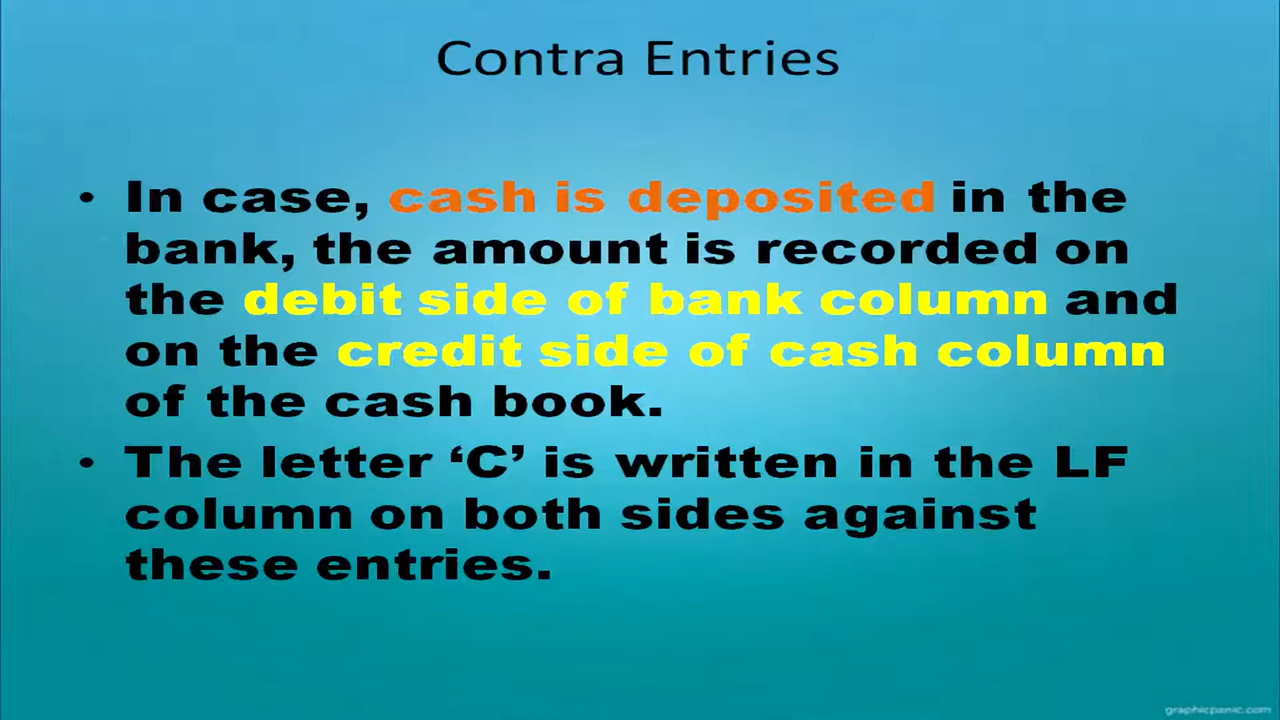 Contra Entries
• In case, cash is deposited in the
bank, the amount is recorded on
the debit side of bank column and
on the credit side of cash column
of the cash book.
• The letter ‘C’ is written in the LF
column on both sides against
these entries.
graphicpanic.com